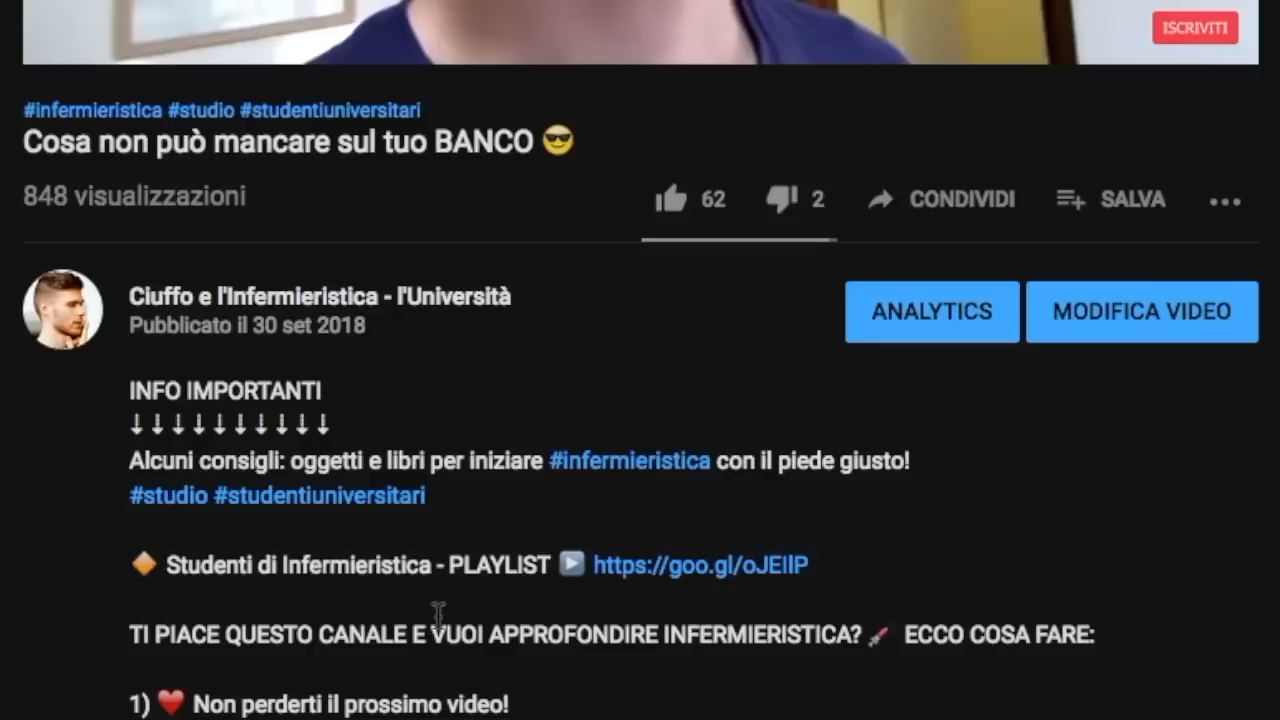 ISCRIVITI
#infermieristica #studio #studentiuniversitari
Cosa non può mancare sul tuo BANCO 😎
848 visualizzazioni
62
2
CONDIVIDI
SALVA
Ciuffo e l'Infermieristica - l'Università
Pubblicato il 30 set 2018
ANALYTICS
MODIFICA VIDEO
INFO IMPORTANTI
↓↓↓↓↓↓↓↓↓↓
Alcuni consigli: oggetti e libri per iniziare #infermieristica con il piede giusto!
#studio #studentiuniversitari
🔶 Studenti di Infermieristica - PLAYLIST ▶️ https://goo.gl/oJEIlP
TI PIACE QUESTO CANALE E VUOI APPROFONDIRE INFERMIERISTICA? 🚀 ECCO COSA FARE:
1) ❤️ Non perderti il prossimo video!